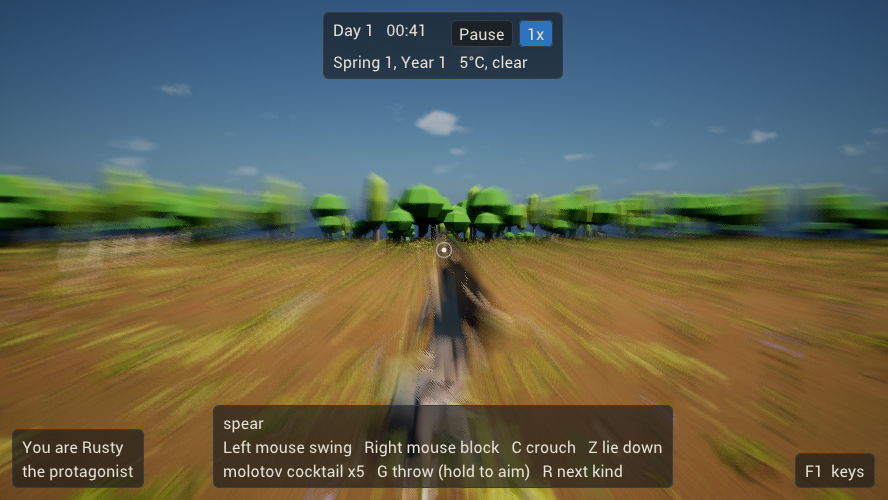 Day 1 00:41 Pause 1x
Spring 1, Year 1 5°C, clear
spear
Left mouse swing Right mouse block C crouch Z lie down
molotov cocktail x5 G throw (hold to aim) R next kind
You are Rusty
the protagonist
F1 keys